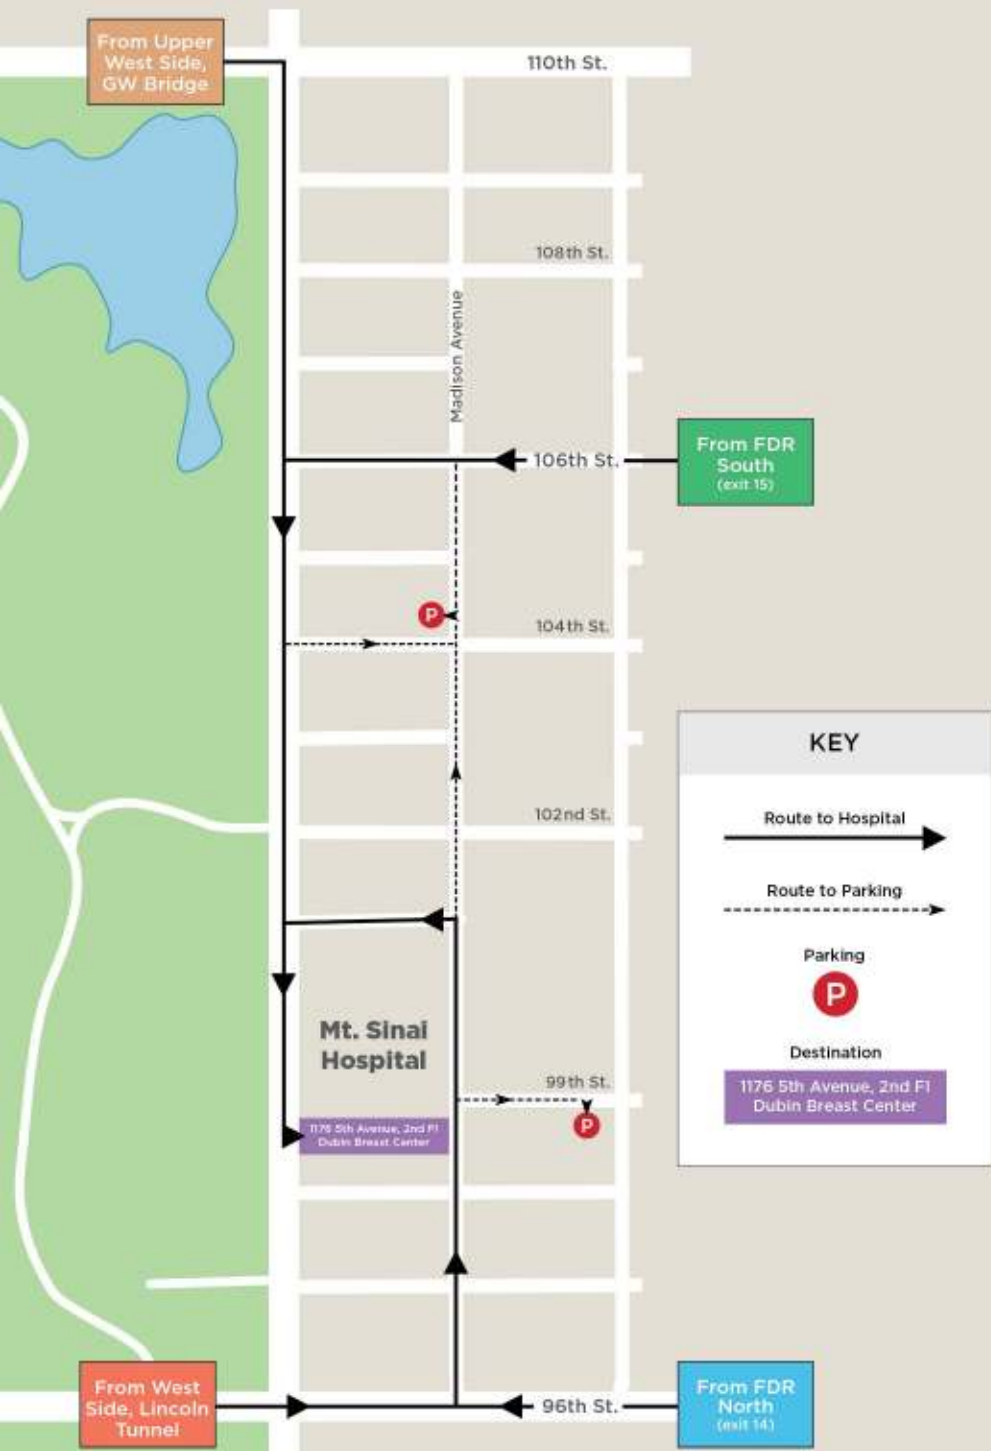 From Upper
West Side,
GW Bridge
110th St.
108th St.
Madison Avenue
106th St.
From FDR
South
(exit 15)
P
104th St.
102nd St.
KEY
Route to Hospital
Route to Parking
Parking
P
Destination
1176 5th Avenue, 2nd Fl
Dubin Breast Center
Mt. Sinai
Hospital
99th St.
P
1176 5th Avenue, 2nd Fl
Dubin Breast Center
From West
Side, Lincoln
Tunnel
96th St.
From FDR
North
(exit 14)